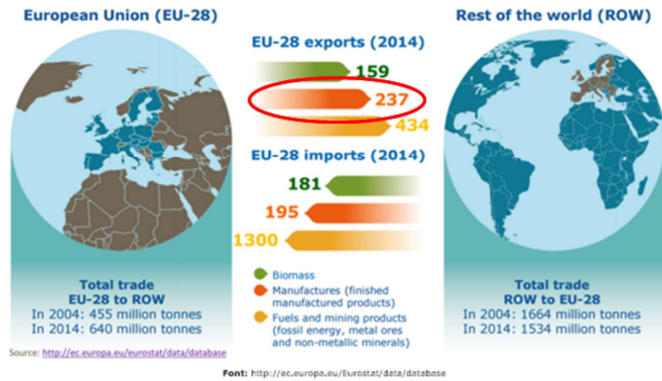 European Union (EU-28)
Rest of the world (ROW)
EU-28 exports (2014)
159
237
434
EU-28 imports (2014)
181
195
1300
Biomass
Manufactures (finished
manufactured products)
Fuels and mining products
(fossil energy, metal ores
and non-metallic minerals)
Total trade
EU-28 to ROW
In 2004: 455 million tonnes
In 2014: 640 million tonnes
Total trade
ROW to EU-28
In 2004: 1664 million tonnes
In 2014: 1534 million tonnes
Source: http://ec.europa.eu/eurostat/data/database
Font: http://ec.europa.eu/Eurostat/data/database